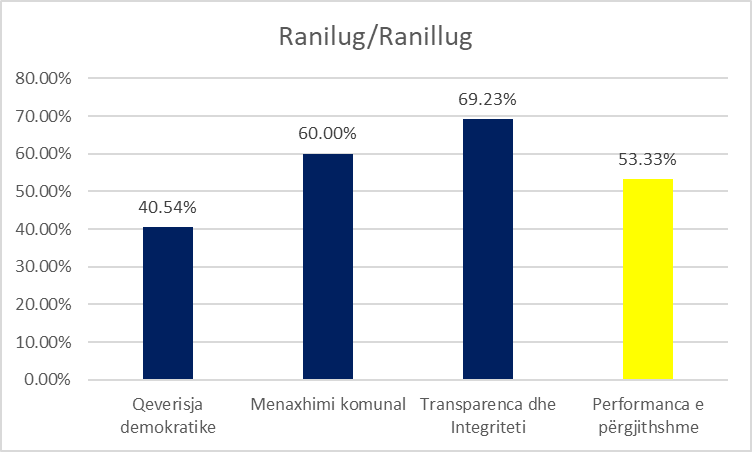 Ranilug/Ranillug
80.00%
70.00%
60.00%
50.00%
40.00%
30.00%
20.00%
10.00%
0.00%
40.54%
60.00%
69.23%
53.33%
Qeverisja
demokratike
Menaxhimi komunal
Transparenca dhe
Integriteti
Performanca e
përgjithshme